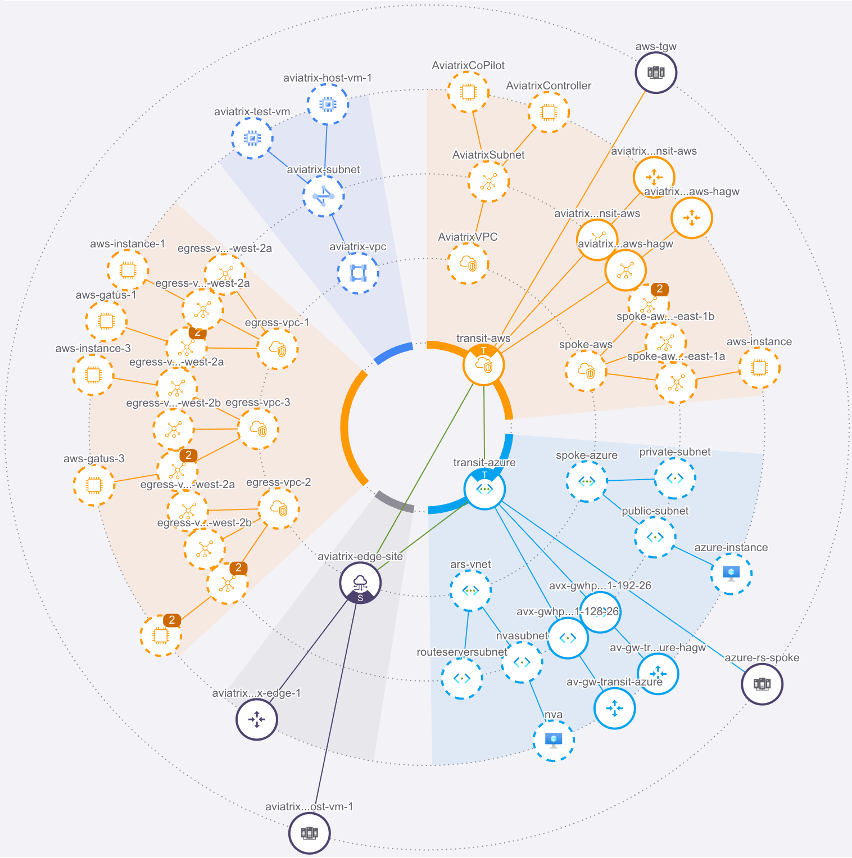 aws-tgw
AviatrixCoPilot
AviatrixController
aviatrix-host-vm-1
aviatrix-test-vm
AviatrixSubnet
aviatrix...nsit-aws
aviatrix-subnet
aviatrix...aws-hagw
aviatrix...nsit-aws
AviatrixVPC
aviatrix...aws-hagw
aviatrix-vpc
aws-instance-1
egress-v...-west-2a
egress-v...-west-2a
2
aws-gatus-1
egress-vpc-1
2
spoke-aw...-east-1b
transit-aws
T
spoke-aws
aws-instance
spoke-aw...-east-1a
aws-instance-3
egress-v...-west-2a
egress-v...-west-2b
egress-vpc-3
aws-gatus-3
2
transit-azure
T
spoke-azure
private-subnet
egress-v...-west-2a
egress-vpc-2
public-subnet
egress-v...-west-2b
azure-instance
aviatrix-edge-site
S
2
ars-vnet
avx-gwhp...1-192-26
avx-gwhp...1-128-26
2
nvasubnet
routeserversubnet
av-gw-tr...ure-hagw
azure-rs-spoke
av-gw-transit-azure
aviatrix...x-edge-1
nva
aviatrix...ost-vm-1